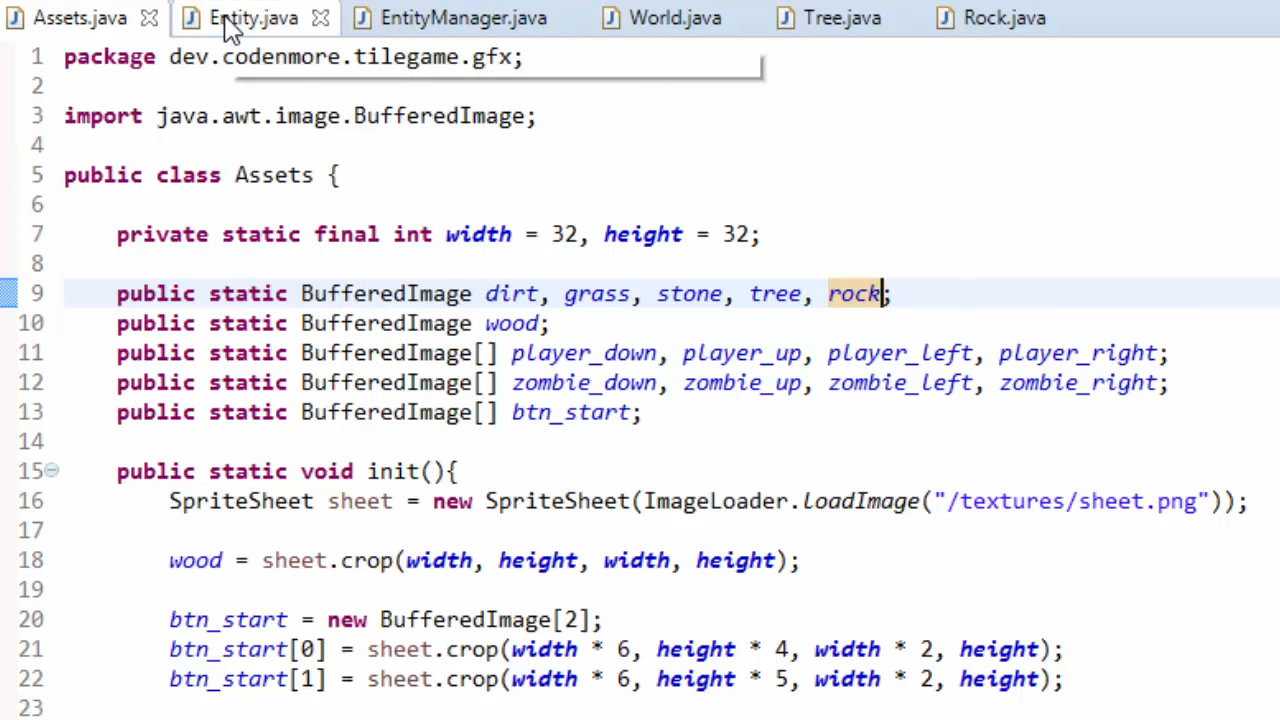 Assets.java Entity.java EntityManager.java World.java Tree.java Rock.java
1 package dev.codenmore.tilegame.gfx;
2
3 import java.awt.image.BufferedImage;
4
5 public class Assets {
6
7 private static final int width = 32, height = 32;
8
9 public static BufferedImage dirt, grass, stone, tree, rock;
10 public static BufferedImage wood;
11 public static BufferedImage[] player_down, player_up, player_left, player_right;
12 public static BufferedImage[] zombie_down, zombie_up, zombie_left, zombie_right;
13 public static BufferedImage[] btn_start;
14
15 public static void init(){
16 SpriteSheet sheet = new SpriteSheet(ImageLoader.loadImage("/textures/sheet.png"));
17
18 wood = sheet.crop(width, height, width, height);
19
20 btn_start = new BufferedImage[2];
21 btn_start[0] = sheet.crop(width * 6, height * 4, width * 2, height);
22 btn_start[1] = sheet.crop(width * 6, height * 5, width * 2, height);
23